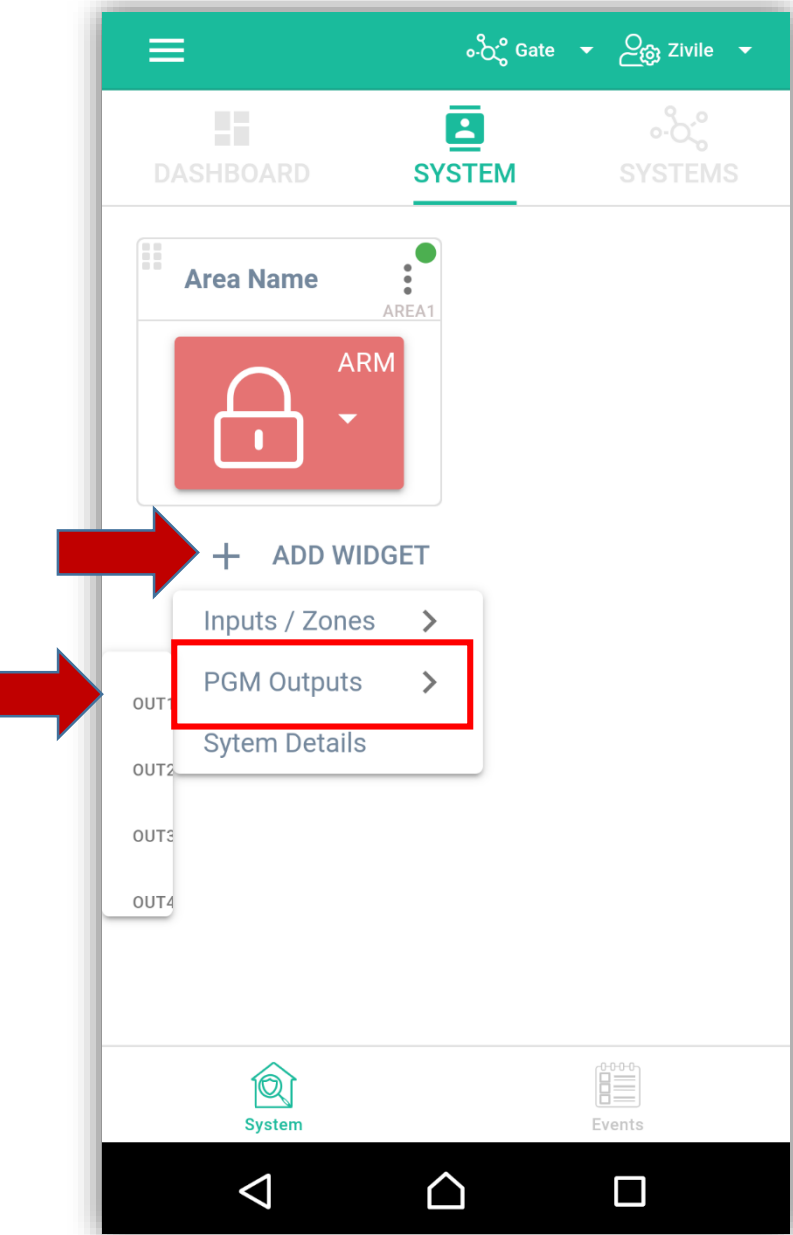 Gate Zivile
DASHBOARD SYSTEM SYSTEMS
Area Name
AREA1
ARM
ADD WIDGET
Inputs / Zones
PGM Outputs
Sytem Details
OUT1
OUT2
OUT3
OUT4
System Events